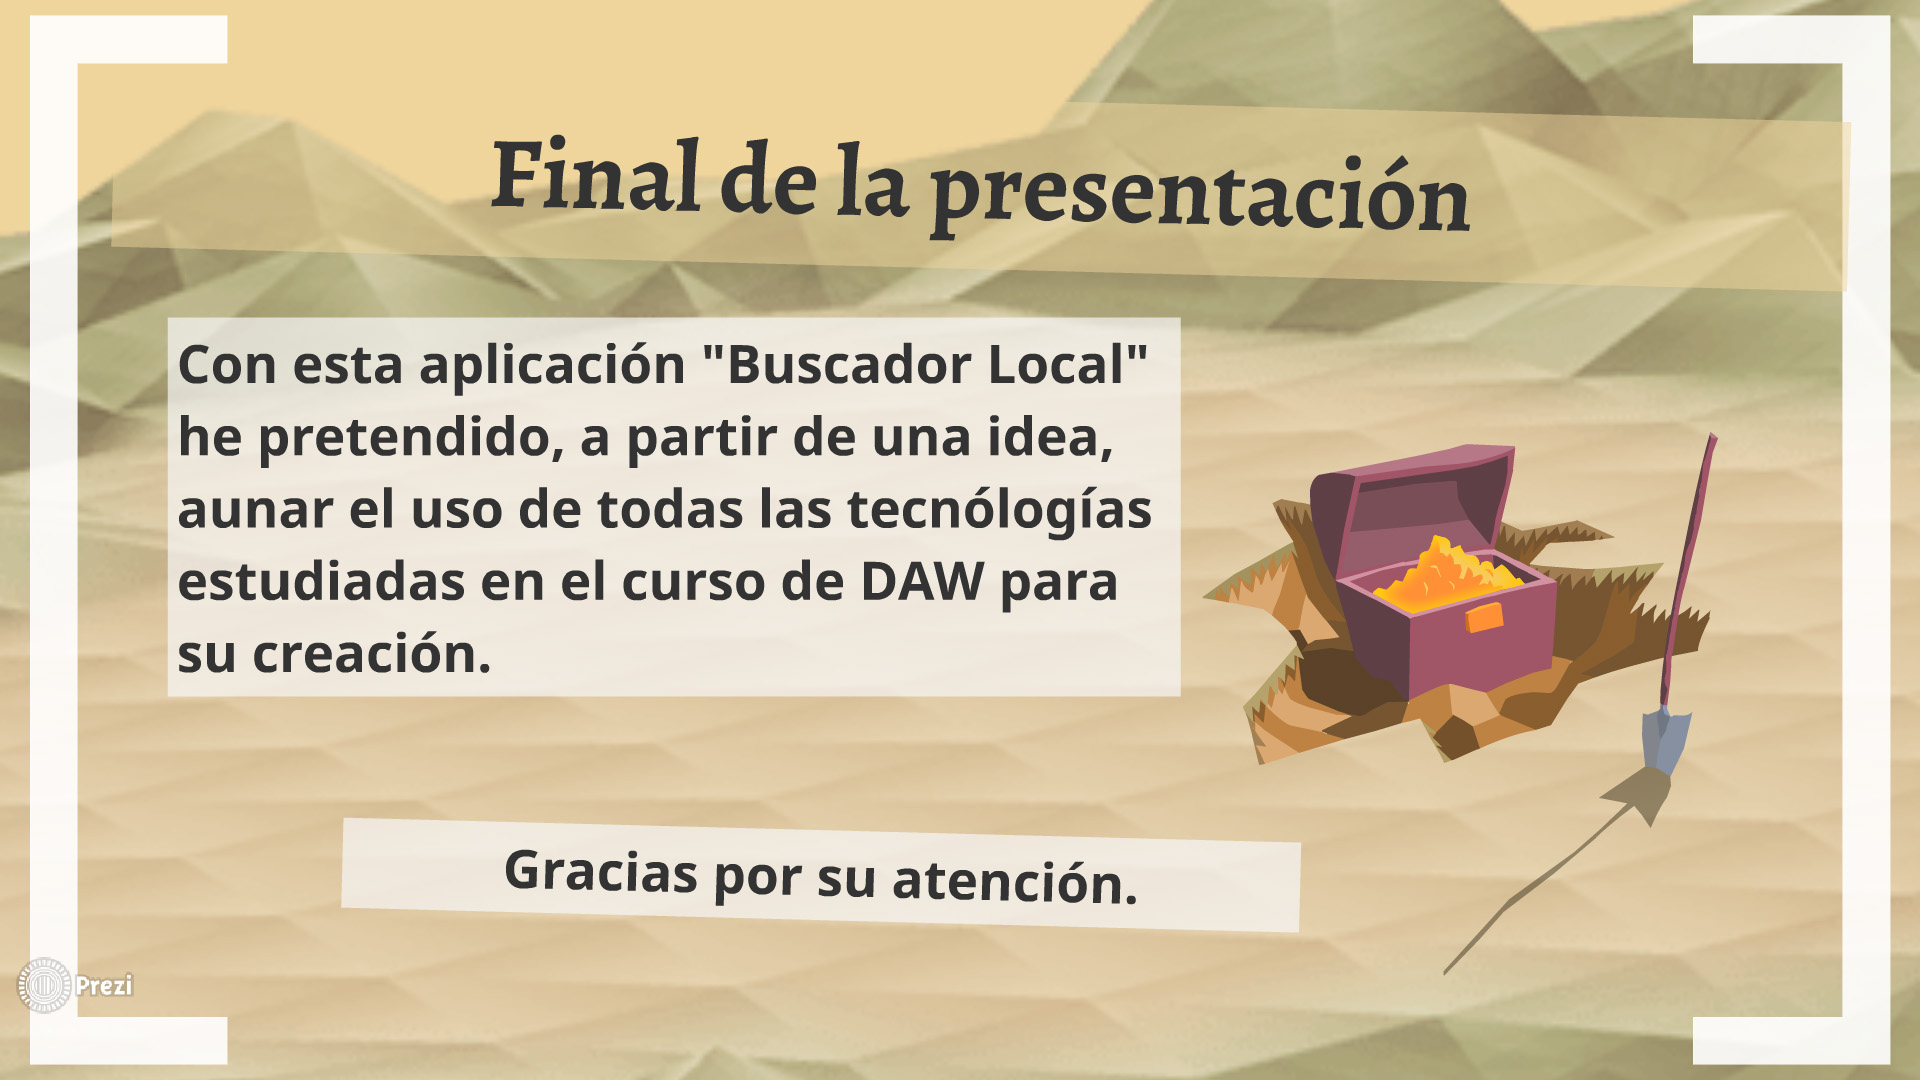 Final de la presentación
Con esta aplicación "Buscador Local"
he pretendido, a partir de una idea,
aunar el uso de todas las tecnólogías
estudiadas en el curso de DAW para
su creación.
Gracias por su atención.
Prezi